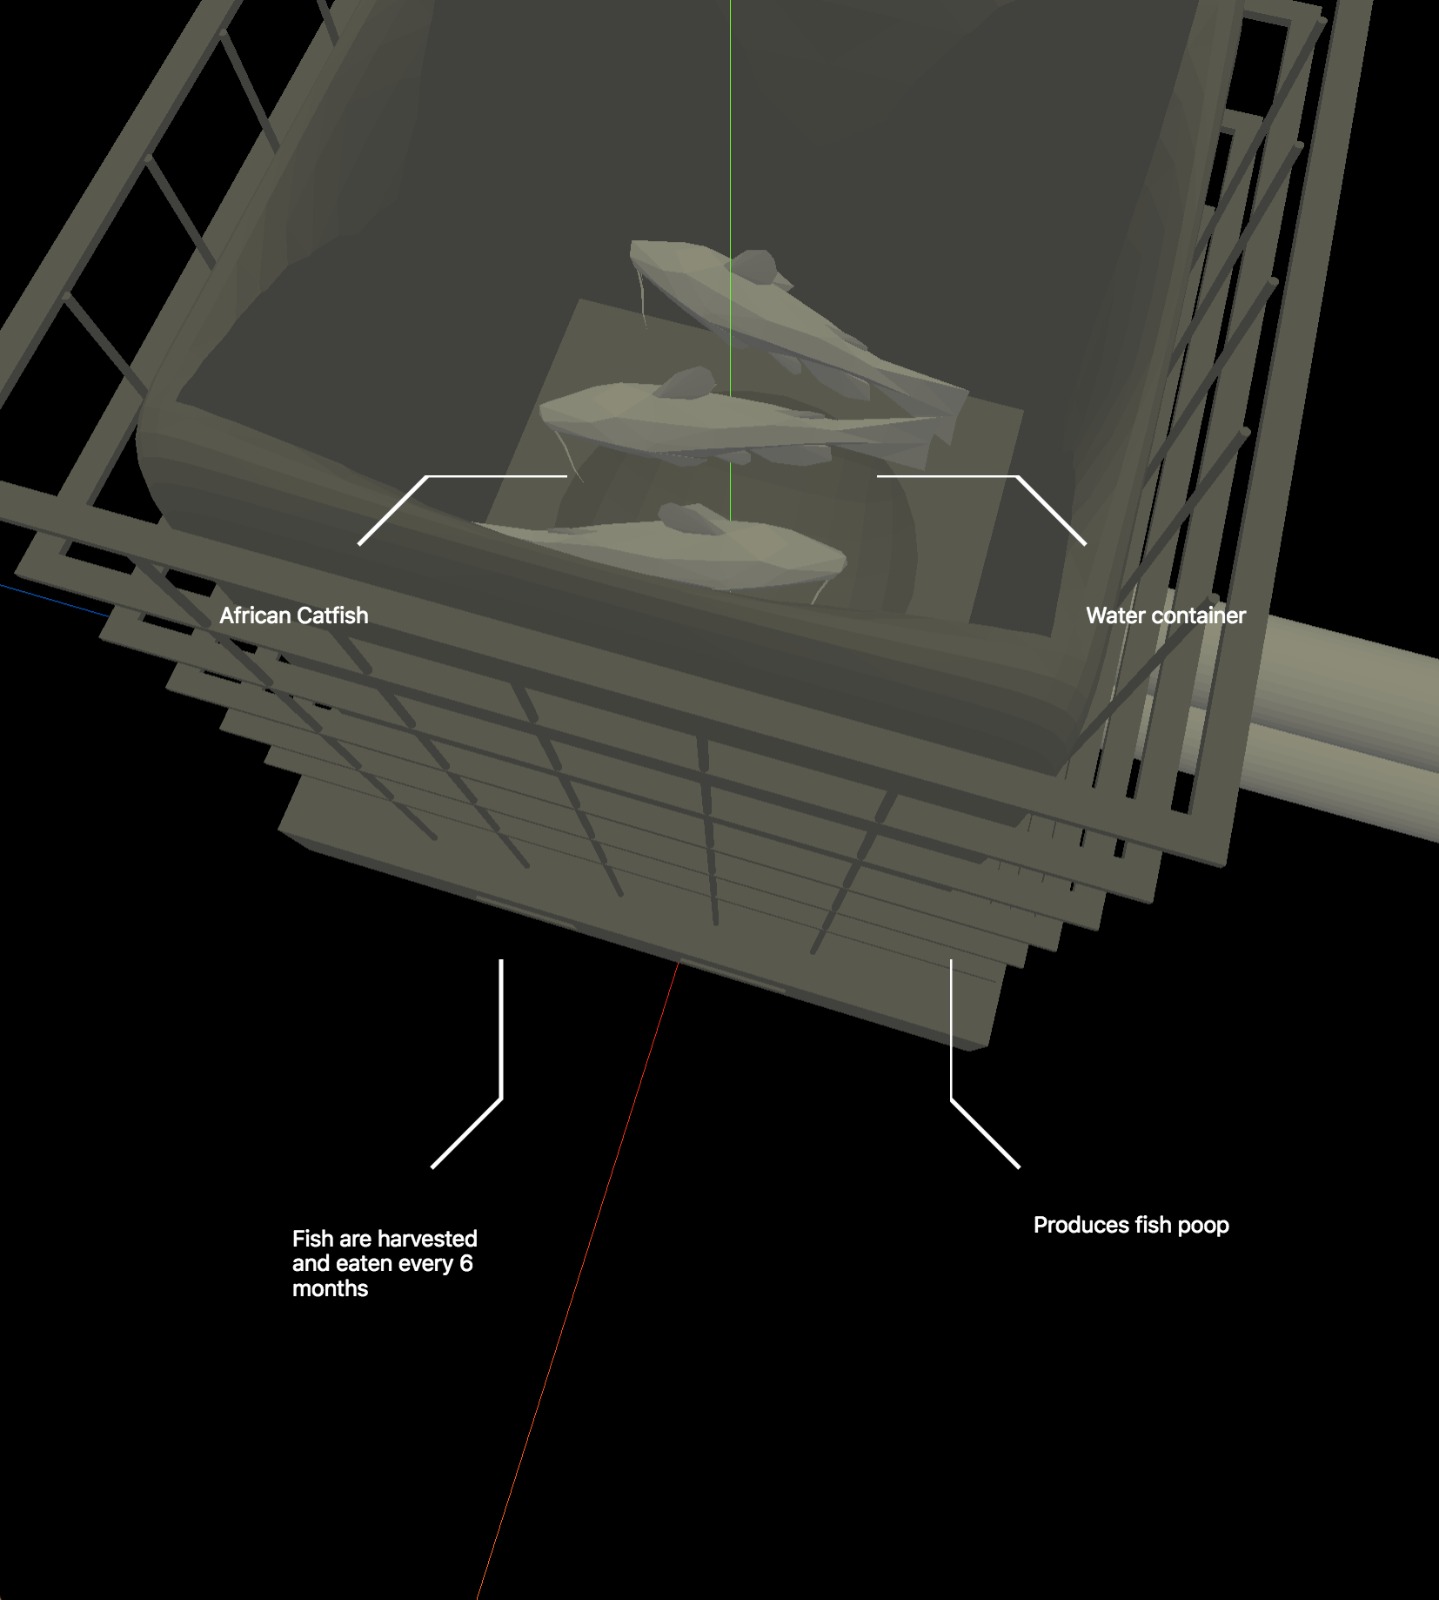 African Catfish
Water container
Fish are harvested
and eaten every 6
months
Produces fish poop